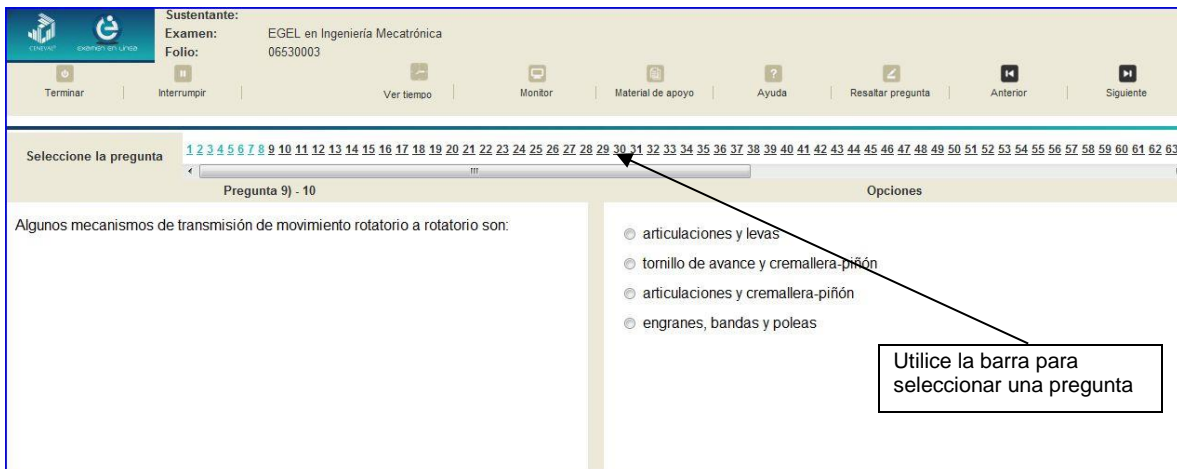 Sustentante:
Examen: EGEL en Ingeniería Mecatrónica
Folio: 06530003
CENEVAL
examen en línea
Terminar Interrumpir Ver tiempo Monitor Material de apoyo Ayuda Resaltar pregunta Anterior Siguiente
Seleccione la pregunta 1 2 3 4 5 6 7 8 9 10 11 12 13 14 15 16 17 18 19 20 21 22 23 24 25 26 27 28 29 30 31 32 33 34 35 36 37 38 39 40 41 42 43 44 45 46 47 48 49 50 51 52 53 54 55 56 57 58 59 60 61 62 63
Pregunta 9) - 10 Opciones
Algunos mecanismos de transmisión de movimiento rotatorio a rotatorio son:
articulaciones y levas
tornillo de avance y cremallera-piñón
articulaciones y cremallera-piñón
engranes, bandas y poleas
Utilice la barra para
seleccionar una pregunta